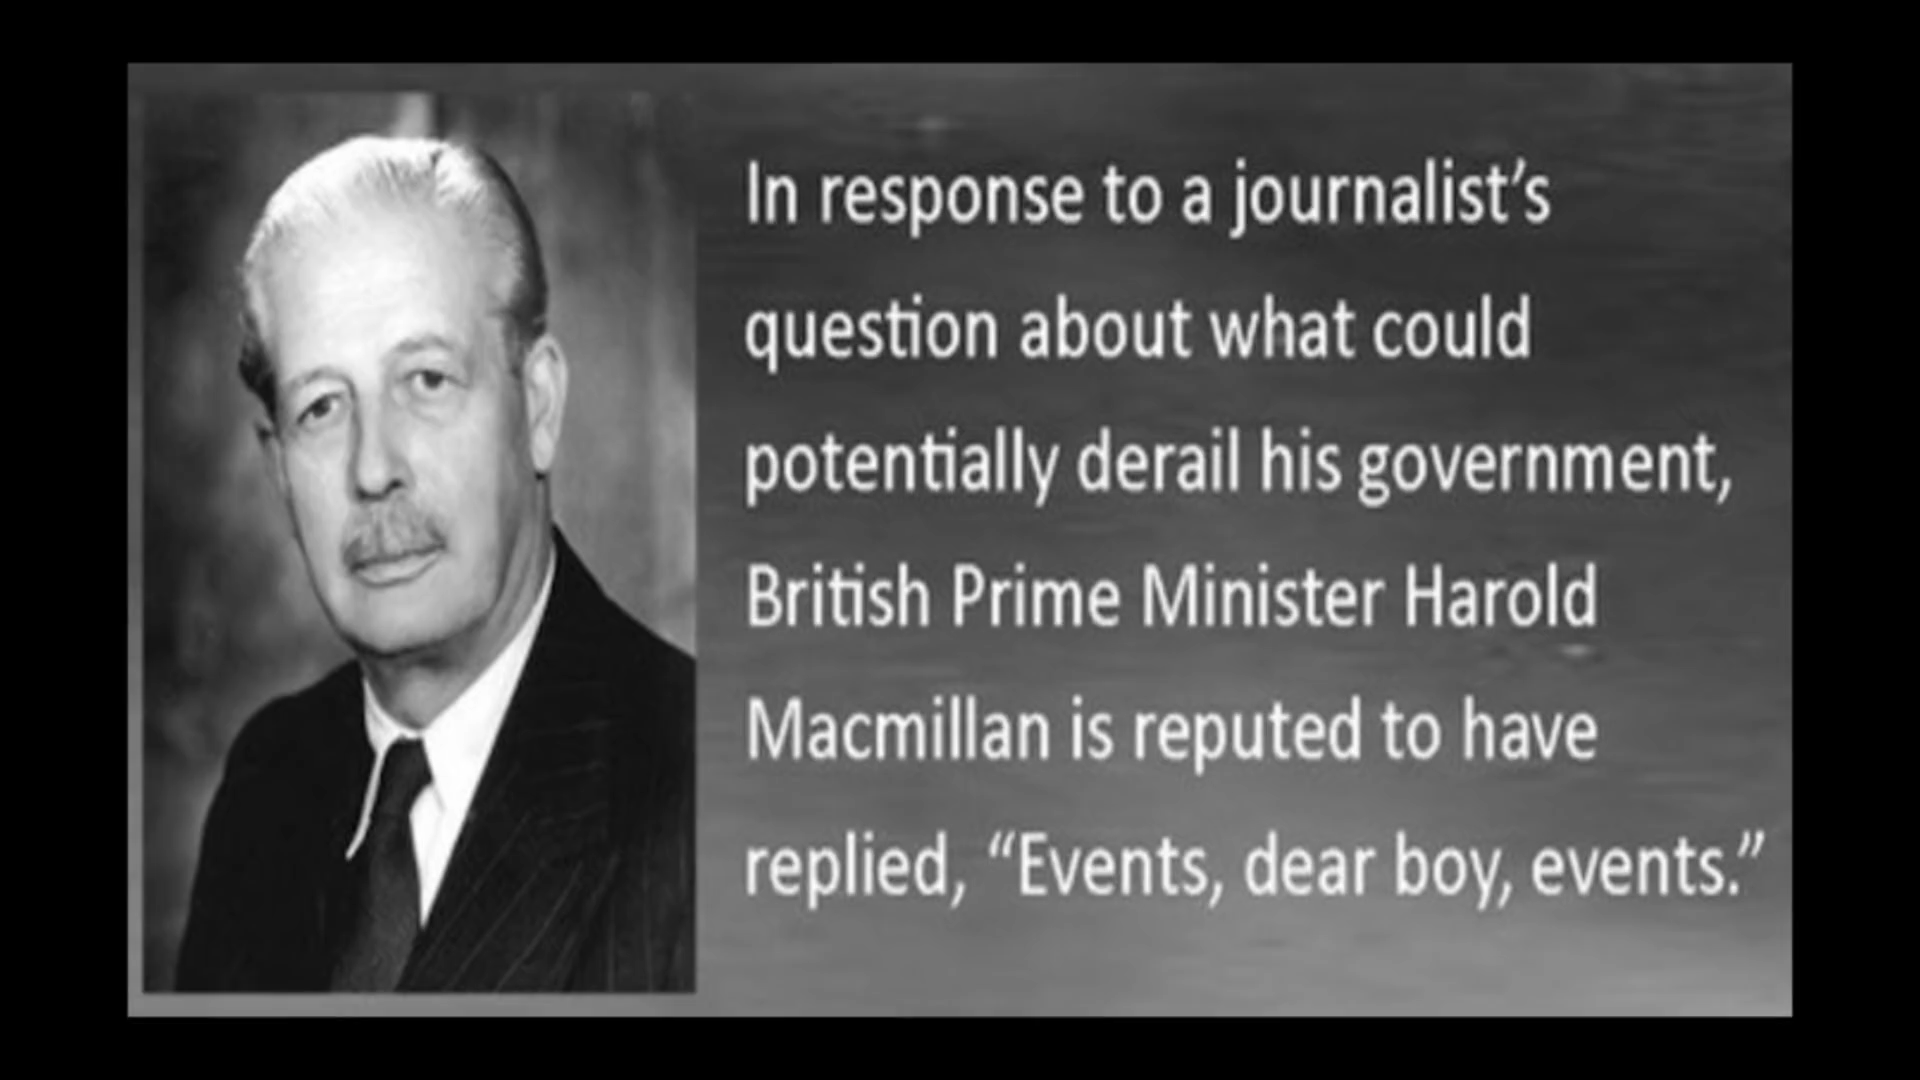 In response to a journalist’s
question about what could
potentially derail his government,
British Prime Minister Harold
Macmillan is reputed to have
replied, “Events, dear boy, events.”